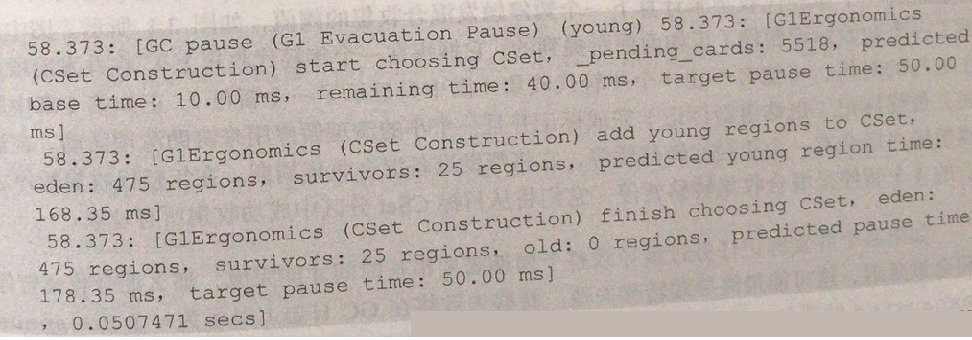 58.373: [GC pause (G1 Evacuation Pause) (young) 58.373: [G1Ergonomics
(CSet Construction) start choosing CSet, _pending_cards: 5518, predicted
base time: 10.00 ms, remaining time: 40.00 ms, target pause time: 50.00
ms]
58.373: [G1Ergonomics (CSet Construction) add young regions to CSet,
eden: 475 regions, survivors: 25 regions, predicted young region time:
168.35 ms]
58.373: [G1Ergonomics (CSet Construction) finish choosing CSet, eden:
475 regions, survivors: 25 regions, old: 0 regions, predicted pause time
178.35 ms, target pause time: 50.00 ms]
, 0.0507471 secs]